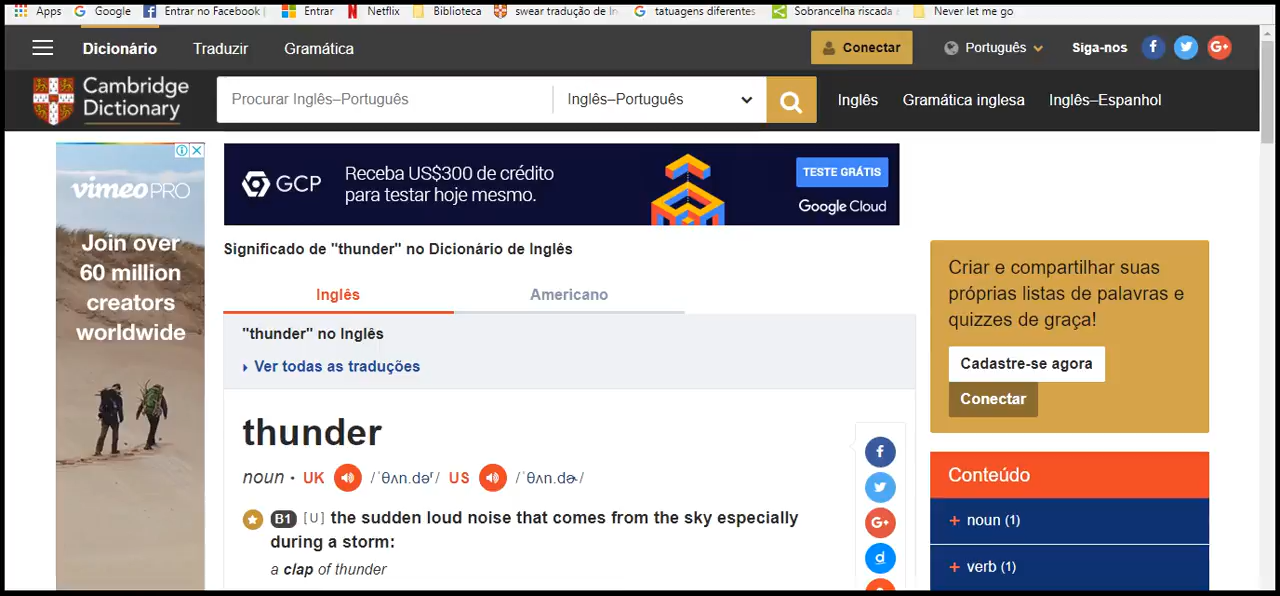 Apps Google Entrar no Facebook Entrar Netflix Biblioteca swear tradução de In tatuagens diferentes Sobrancelha riscada Never let me go
Dicionário Traduzir Gramática Conectar Português Siga-nos
Cambridge
Dictionary
Procurar Inglês–Português Inglês–Português Inglês Gramática inglesa Inglês–Espanhol
vimeo PRO
Join over
60 million
creators
worldwide
GCP Receba US$300 de crédito
para testar hoje mesmo.
TESTE GRÁTIS
Google Cloud
Significado de "thunder" no Dicionário de Inglês
Inglês Americano
"thunder" no Inglês
Ver todas as traduções
thunder
noun • UK /ˈθʌn.dəʳ/ US /ˈθʌn.dɚ/
B1 [U] the sudden loud noise that comes from the sky especially
during a storm:
a clap of thunder
Criar e compartilhar suas
próprias listas de palavras e
quizzes de graça!
Cadastre-se agora
Conectar
Conteúdo
+ noun (1)
+ verb (1)